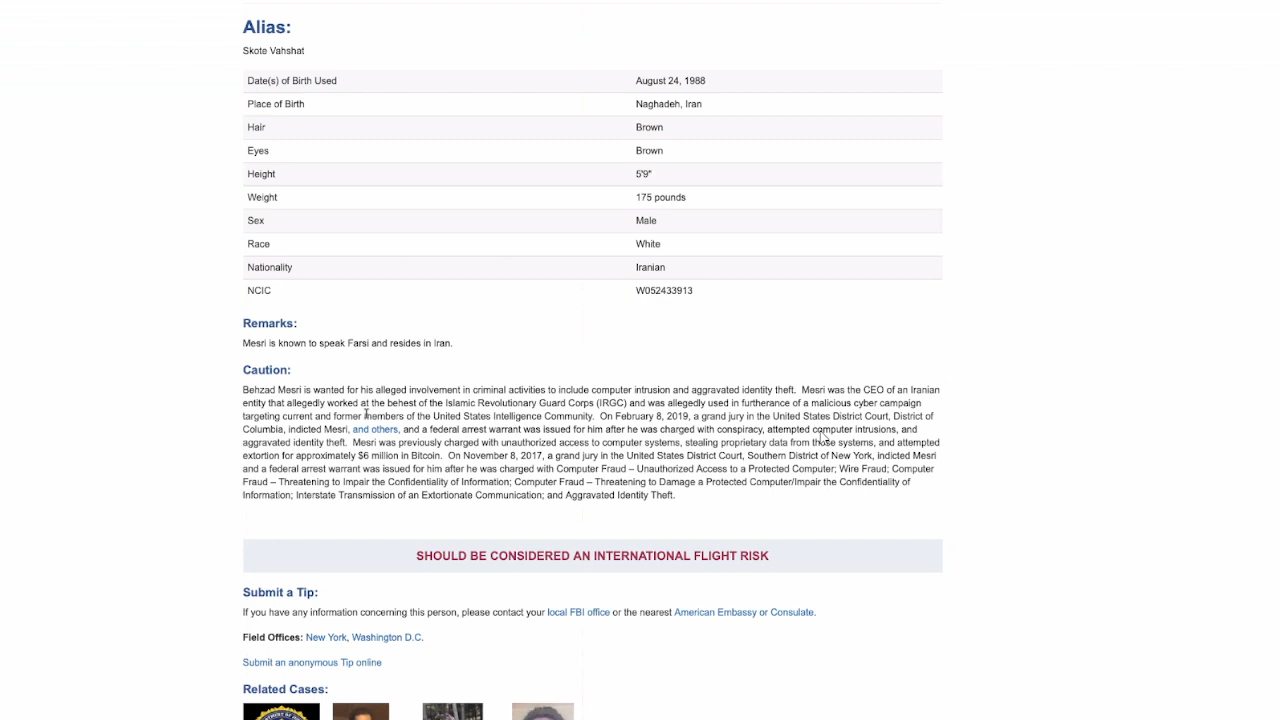 Alias:
Skote Vahshat
Date(s) of Birth Used August 24, 1988
Place of Birth Naghadeh, Iran
Hair Brown
Eyes Brown
Height 5'9"
Weight 175 pounds
Sex Male
Race White
Nationality Iranian
NCIC W052433913
Remarks:
Mesri is known to speak Farsi and resides in Iran.
Caution:
Behzad Mesri is wanted for his alleged involvement in criminal activities to include computer intrusion and aggravated identity theft. Mesri was the CEO of an Iranian
entity that allegedly worked at the behest of the Islamic Revolutionary Guard Corps (IRGC) and was allegedly used in furtherance of a malicious cyber campaign
targeting current and former members of the United States Intelligence Community. On February 8, 2019, a grand jury in the United States District Court, District of
Columbia, indicted Mesri, and others, and a federal arrest warrant was issued for him after he was charged with conspiracy, attempted computer intrusions, and
aggravated identity theft. Mesri was previously charged with unauthorized access to computer systems, stealing proprietary data from those systems, and attempted
extortion for approximately $6 million in Bitcoin. On November 8, 2017, a grand jury in the United States District Court, Southern District of New York, indicted Mesri
and a federal arrest warrant was issued for him after he was charged with Computer Fraud – Unauthorized Access to a Protected Computer; Wire Fraud; Computer
Fraud – Threatening to Impair the Confidentiality of Information; Computer Fraud – Threatening to Damage a Protected Computer/Impair the Confidentiality of
Information; Interstate Transmission of an Extortionate Communication; and Aggravated Identity Theft.
SHOULD BE CONSIDERED AN INTERNATIONAL FLIGHT RISK
Submit a Tip:
If you have any information concerning this person, please contact your local FBI office or the nearest American Embassy or Consulate.
Field Offices: New York, Washington D.C.
Submit an anonymous Tip online
Related Cases: